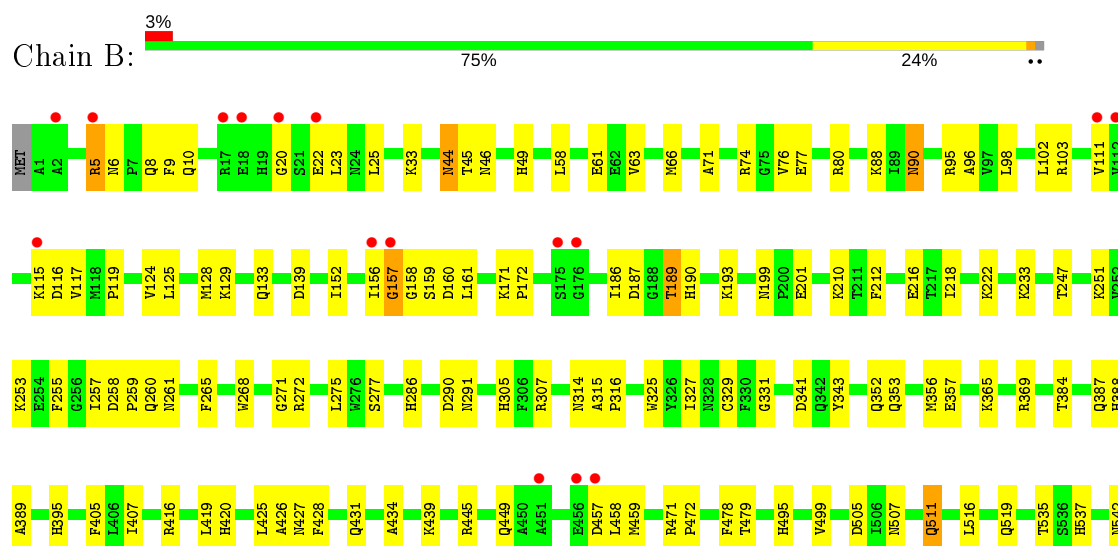 3%
Chain B:
75% 24% ••
MET A1 A2 R5 N6 P7 Q8 F9 Q10 R17 E18 H19 G20 S21 E22 L23 N24 L25 K33 N44 T45 N46 H49 L58 E61 E62 V63 M66 A71 R74 G75 V76 E77 R80 K88 I89 N90 R95 A96 V97 L98 L102 R103 V111 V112
K115 D116 V117 M118 P119 V124 L125 M128 K129 Q133 D139 I152 I156 G157 G158 S159 D160 L161 K171 P172 S175 G176 I186 D187 G188 T189 H190 K193 N199 P200 E201 K210 T211 F212 E216 T217 I218 K222 K233 T247 K251 V252
K253 E254 F255 G256 I257 D258 P259 Q260 N261 F265 W268 G271 R272 L275 W276 S277 H286 D290 N291 H305 F306 R307 N314 A315 P316 W325 Y326 I327 N328 C329 F330 G331 D341 Q342 Y343 Q352 Q353 M356 E357 K365 R369 T384 Q387 H388
A389 H395 F405 L406 I407 R416 L419 H420 L425 A426 N427 F428 Q431 A434 K439 R445 Q449 A450 A451 E456 D457 L458 M459 R471 P472 F478 T479 H495 V499 D505 I506 N507 Q511 L516 Q519 T535 S536 H537